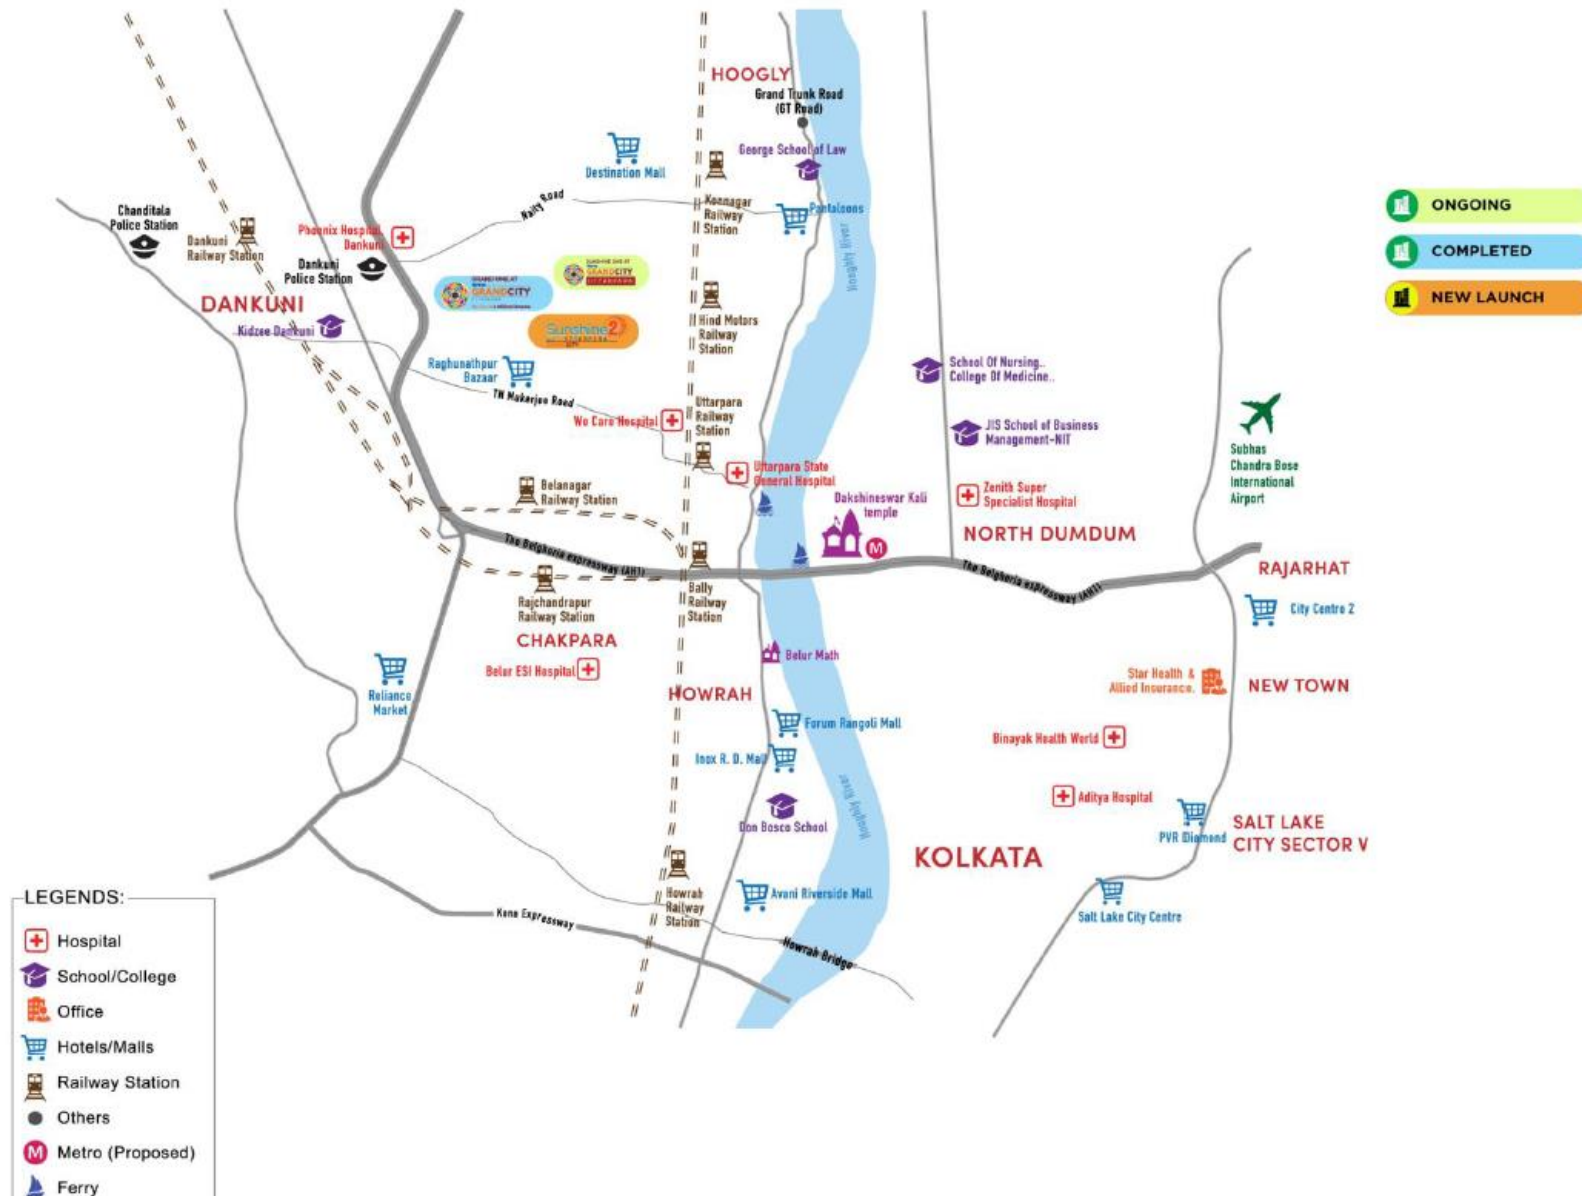 HOOGLY
Grand Trunk Road
(GT Road)
George School of Law
Destination Mall
Konnagar
Railway
Station
Naity Road
Pantaloons
Chanditala
Police Station
Dankuni
Railway Station
Phoenix Hospital
Dankuni
Dankuni
Police Station
DANKUNI
Kidzee Dankuni
GRANDCITY
GRANDCITY
Sunshine2
Hooghly River
Hind Motors
Railway
Station
Raghunathpur
Bazaar
TN Mukerjee Road
We Care Hospital
Uttarpara
Railway
Station
Uttarpara State
General Hospital
Belanagar
Railway Station
School Of Nursing..
College Of Medicine..
JIS School of Business
Management-NIT
Zenith Super
Specialist Hospital
Dakshineswar Kali
temple
M
NORTH DUMDUM
Subhas
Chandra Bose
International
Airport
The Belghoria expressway (AH1)
The Belghoria expressway (AH1)
RAJARHAT
City Centre 2
Rajchandrapur
Railway Station
Bally
Railway
Station
CHAKPARA
Belur ESI Hospital
Belur Math
HOWRAH
Reliance
Market
Forum Rangoli Mall
Inox R. D. Mall
Don Bosco School
Hooghly River
Star Health &
Allied Insurance.
NEW TOWN
Binayak Health World
Aditya Hospital
PVR Diamond
SALT LAKE
CITY SECTOR V
KOLKATA
Howrah
Railway
Station
Avani Riverside Mall
Salt Lake City Centre
Kona Expressway
Howrah Bridge
ONGOING
COMPLETED
NEW LAUNCH
LEGENDS:
Hospital
School/College
Office
Hotels/Malls
Railway Station
Others
M Metro (Proposed)
Ferry